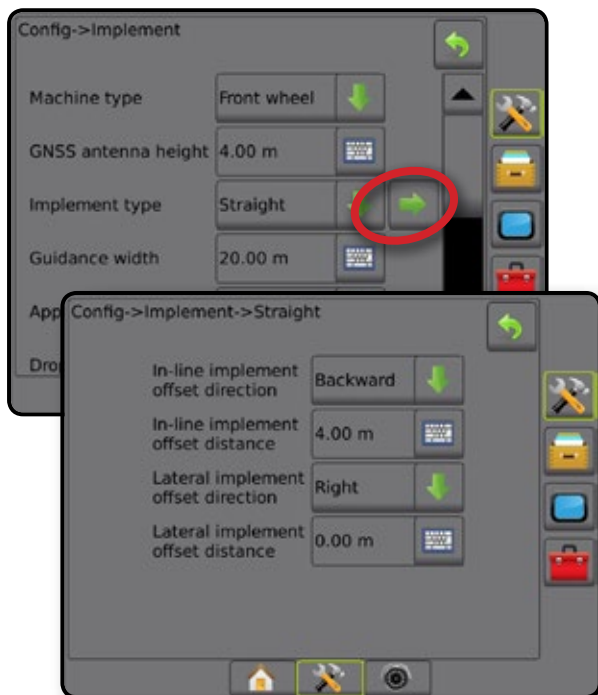 Config->Implement
Machine type Front wheel
GNSS antenna height 4.00 m
Implement type Straight
Guidance width 20.00 m
App
Dro
Config->Implement->Straight
In-line implement
offset direction Backward
In-line implement
offset distance 4.00 m
Lateral implement
offset direction Right
Lateral implement
offset distance 0.00 m